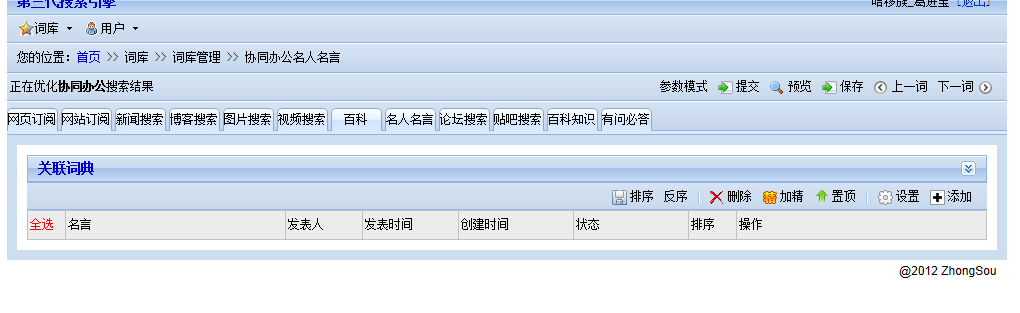 第三代搜索引擎 哈移族_葛进宝 [退出]
词库 用户
您的位置：首页 >> 词库 >> 词库管理 >> 协同办公名人名言
正在优化协同办公搜索结果 参数模式 提交 预览 保存 上一词 下一词
网页订阅 网站订阅 新闻搜索 博客搜索 图片搜索 视频搜索 百科 名人名言 论坛搜索 贴吧搜索 百科知识 有问必答
关联词典
排序 反序 删除 加精 置顶 设置 添加
全选 名言 发表人 发表时间 创建时间 状态 排序 操作
@2012 ZhongSou